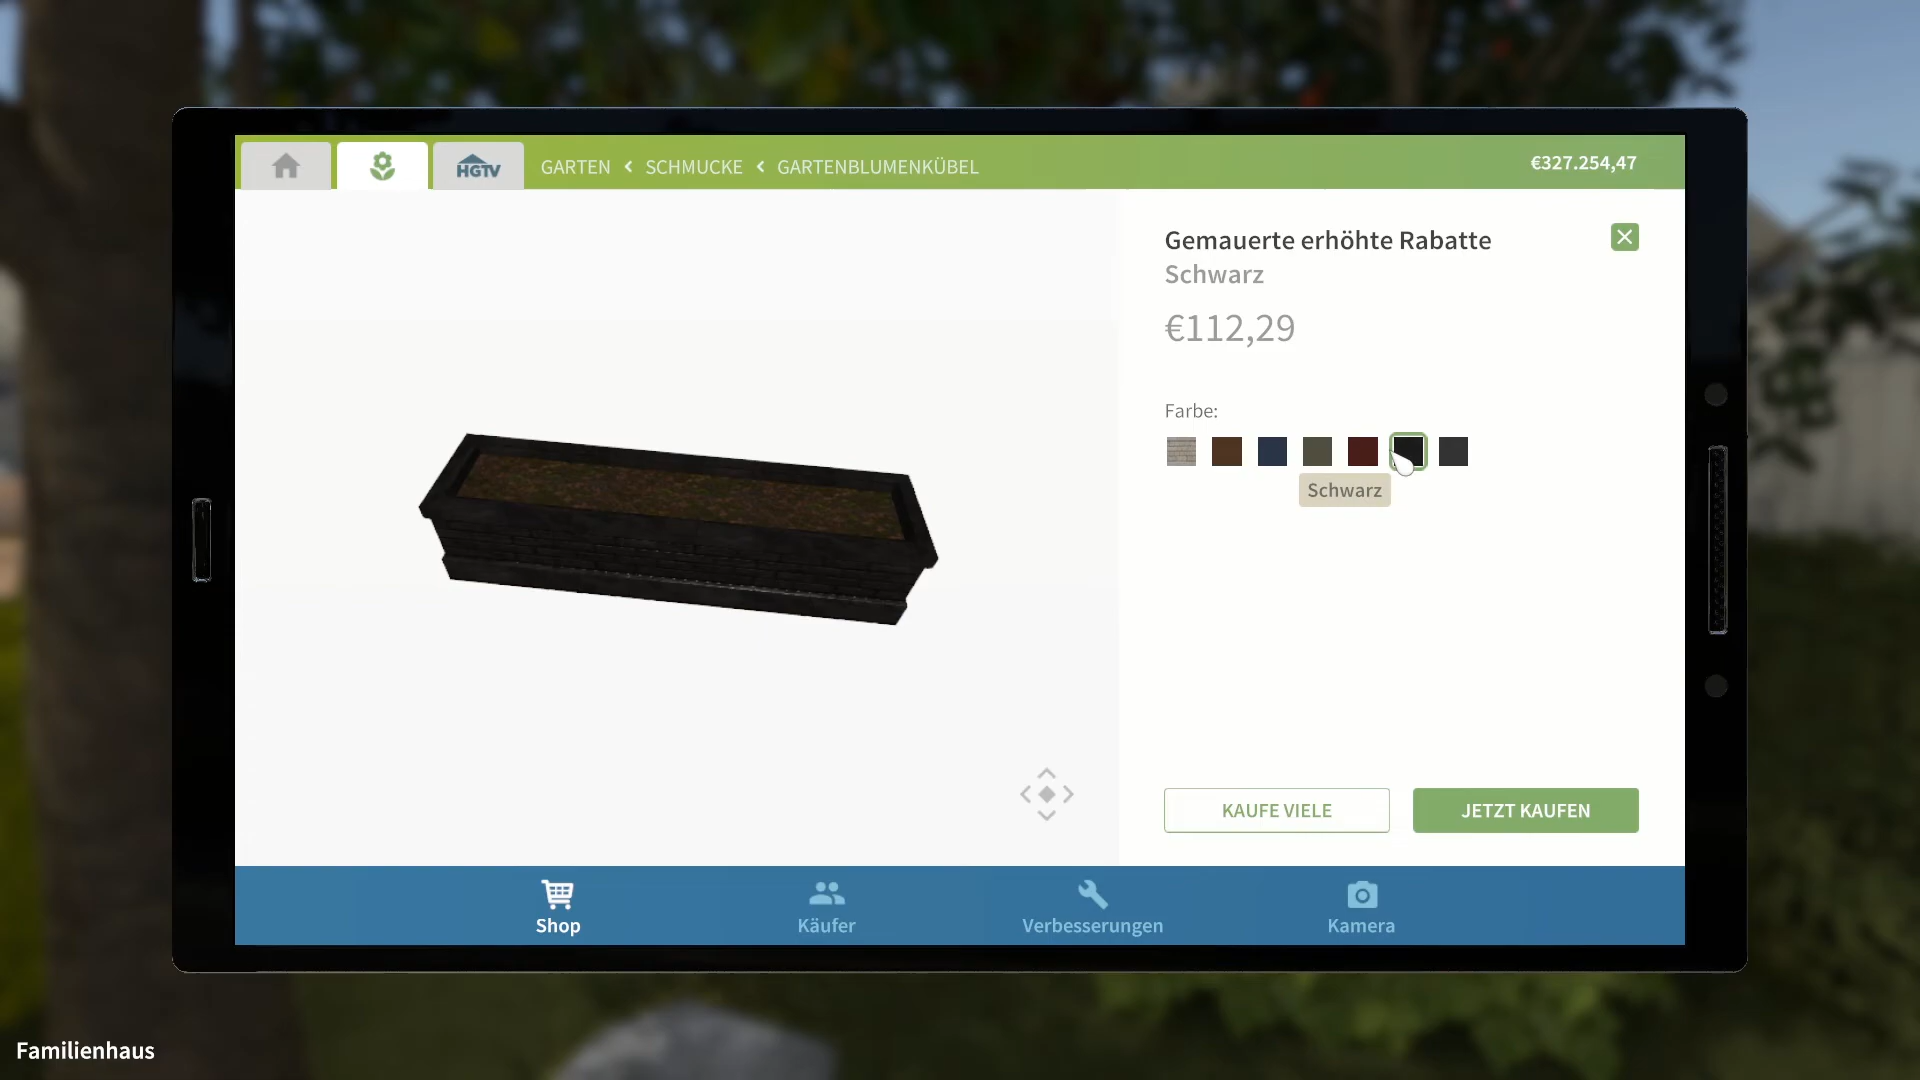 HGTV
GARTEN < SCHMUCKE < GARTENBLUMENKÜBEL
€327.254,47
Gemauerte erhöhte Rabatte
Schwarz
€112,29
Farbe:
Schwarz
KAUFE VIELE
JETZT KAUFEN
Shop
Käufer
Verbesserungen
Kamera
Familienhaus